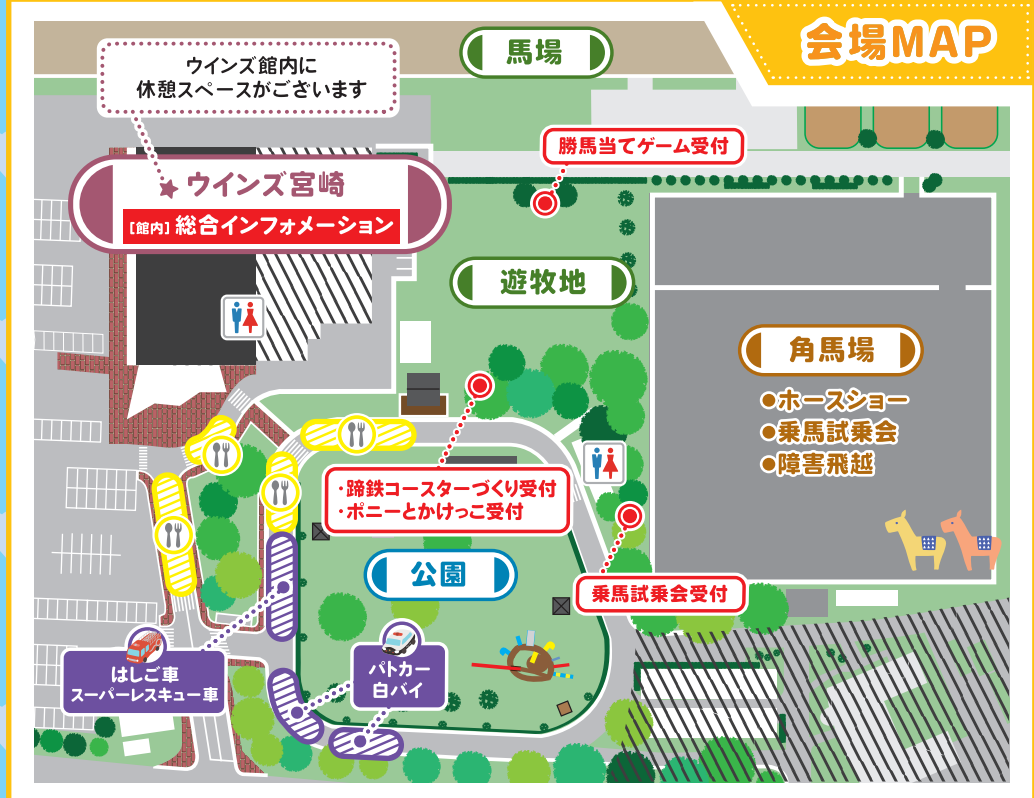 会場MAP
馬場
ウインズ館内に
休憩スペースがございます
勝馬当てゲーム受付
ウインズ宮崎
[館内]総合インフォメーション
遊牧地
角馬場
●ホースショー
●乗馬試乗会
●障害飛越
・蹄鉄コースターづくり受付
・ポニーとかけっこ受付
公園
乗馬試乗会受付
はしご車
スーパーレスキュー車
パトカー
白バイ